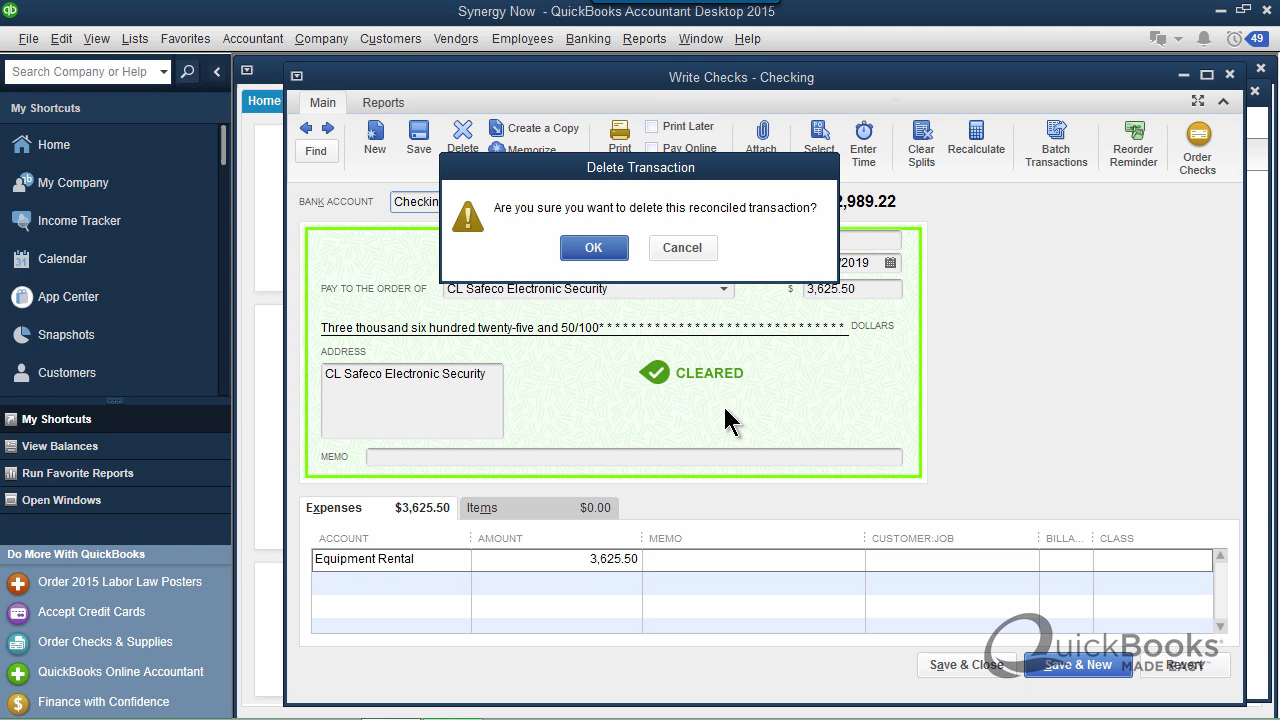 Synergy Now - QuickBooks Accountant Desktop 2015
File Edit View Lists Favorites Accountant Company Customers Vendors Employees Banking Reports Window Help
49
Search Company or Help
Write Checks - Checking
My Shortcuts
Home
My Company
Income Tracker
Calendar
App Center
Snapshots
Customers
My Shortcuts
View Balances
Run Favorite Reports
Open Windows
Do More With QuickBooks
Order 2015 Labor Law Posters
Accept Credit Cards
Order Checks & Supplies
QuickBooks Online Accountant
Finance with Confidence
Home
Main Reports
Find
New
Save
Delete
Create a Copy
Memorize
Print
Print Later
Pay Online
Attach
Select
Enter Time
Clear Splits
Recalculate
Batch Transactions
Reorder Reminder
Order Checks
Delete Transaction
Are you sure you want to delete this reconciled transaction?
OK Cancel
BANK ACCOUNT Checkin
2,989.22
/2019
PAY TO THE ORDER OF CL Safeco Electronic Security $ 3,625.50
Three thousand six hundred twenty-five and 50/100* * * * * * * * * * * * * * * * * * * * * * * * * * * * * * * DOLLARS
ADDRESS
CL Safeco Electronic Security
CLEARED
MEMO
Expenses $3,625.50 Items $0.00
ACCOUNT AMOUNT MEMO CUSTOMER:JOB BILLA... CLASS
Equipment Rental 3,625.50
Save & Close Save & New Revert
QuickBooks
MADE EASY™